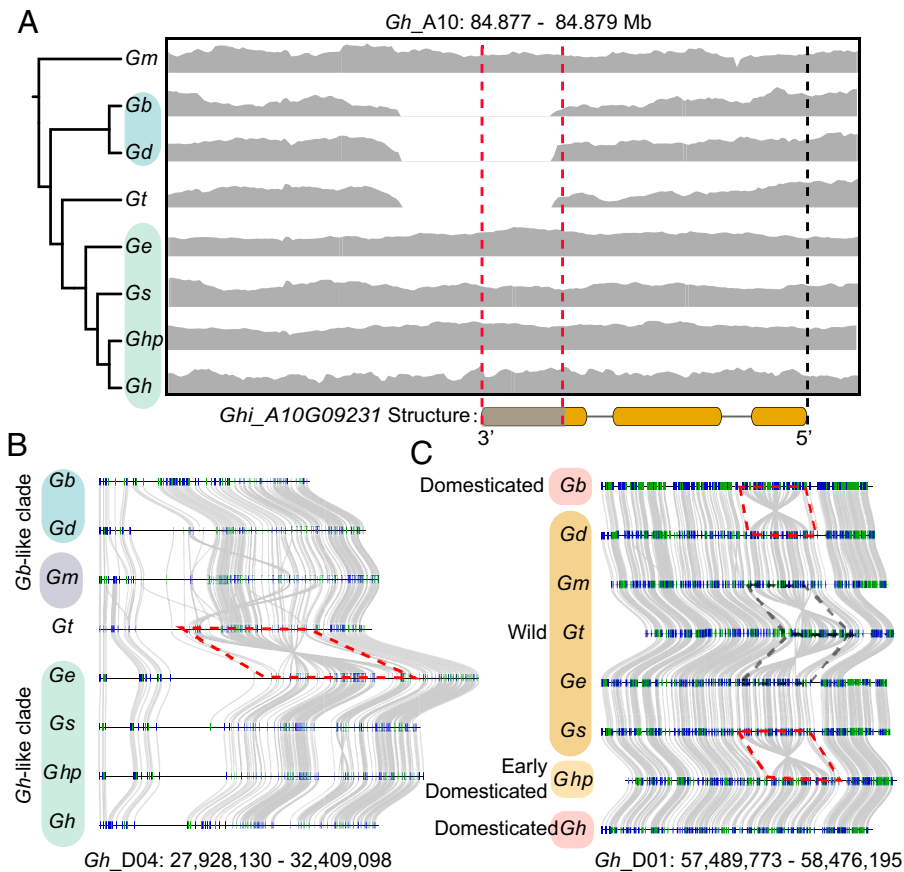 A
Gh_A10: 84.877 - 84.879 Mb
Gm
Gb
Gd
Gt
Ge
Gs
Ghp
Gh
Ghi_A10G09231 Structure:
3’ 5’
B
Gb-like clade
Gh-like clade
Gb
Gd
Gm
Gt
Ge
Gs
Ghp
Gh
Gh_D04: 27,928,130 - 32,409,098
C
Domesticated Gb
Gd
Gm
Wild Gt
Ge
Gs
Early
Domesticated Ghp
Domesticated Gh
Gh_D01: 57,489,773 - 58,476,195